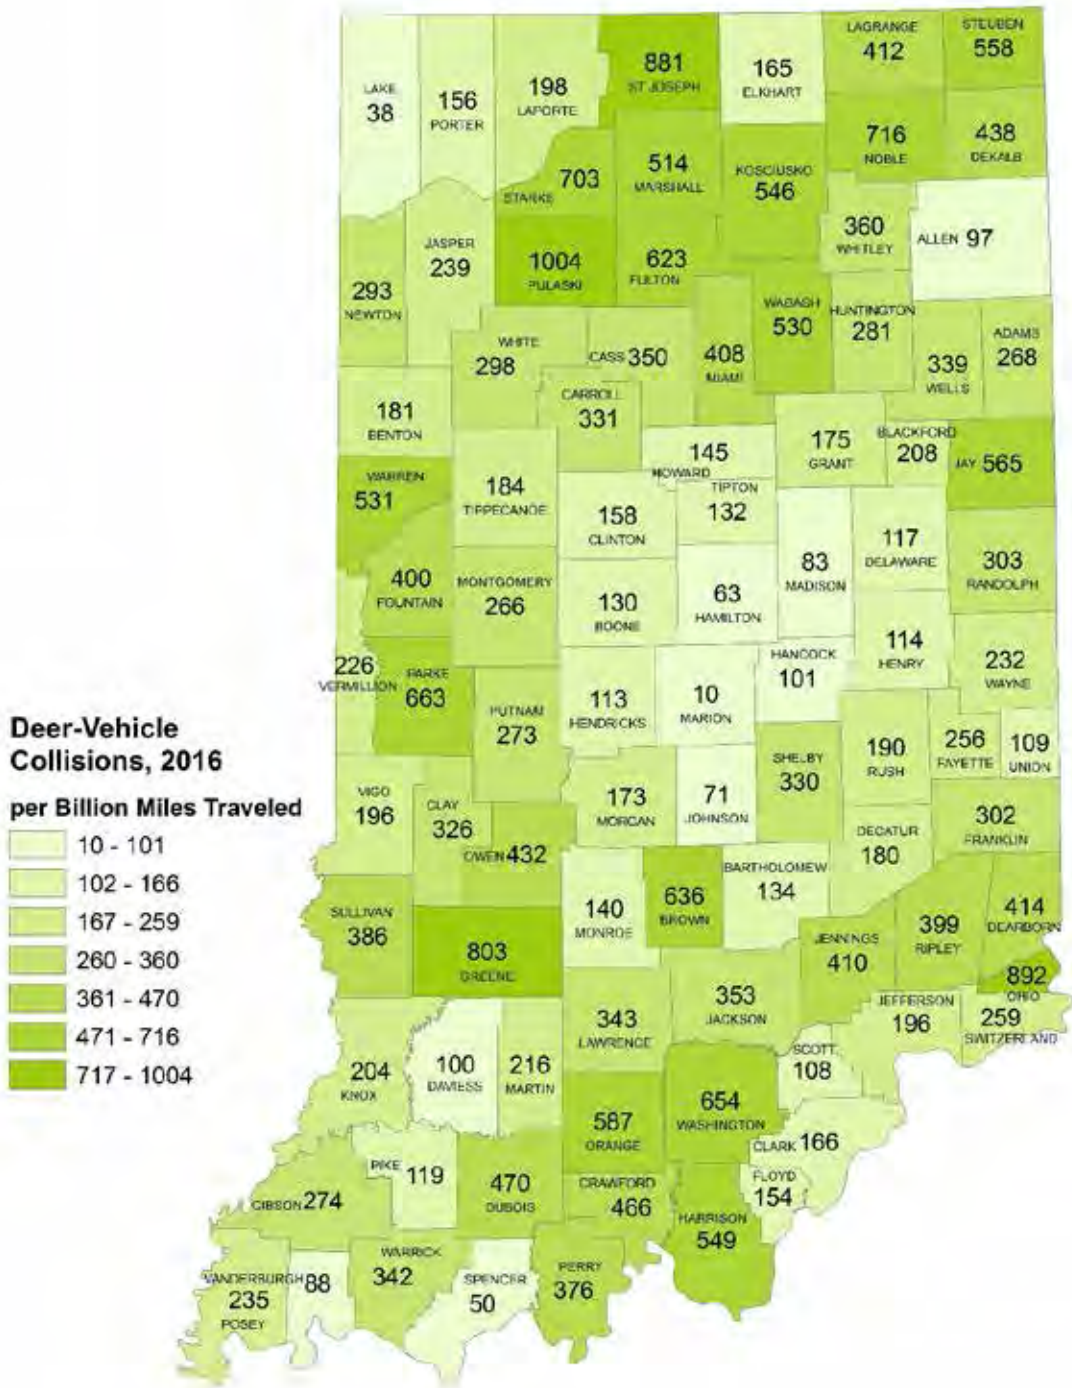 LAGRANGE
412
STEUBEN
558
881
ST JOSEPH
165
ELKHART
LAKE
38
156
PORTER
198
LAPORTE
716
NOBLE
438
DEKALB
703
STARKE
514
MARSHALL
KOSCIUSKO
546
360
WHITLEY
ALLEN 97
JASPER
239
1004
PULASKI
623
FULTON
293
NEWTON
WABASH
530
HUNTINGTON
281
ADAMS
268
WHITE
298
CASS 350
408
MIAMI
339
WELLS
CARROLL
331
181
BENTON
145
HOWARD
175
GRANT
BLACKFORD
208
JAY 565
WARREN
531
184
TIPPECANOE
TIPTON
132
158
CLINTON
117
DELAWARE
83
MADISON
303
RANDOLPH
400
FOUNTAIN
MONTGOMERY
266
130
BOONE
63
HAMILTON
114
HENRY
226
VERMILLION
PARKE
663
HANCOCK
101
232
WAYNE
113
HENDRICKS
10
MARION
PUTNAM
273
SHELBY
330
190
RUSH
256
FAYETTE
109
UNION
Deer-Vehicle
Collisions, 2016
per Billion Miles Traveled
10 - 101
102 - 166
167 - 259
260 - 360
361 - 470
471 - 716
717 - 1004
VIGO
196
CLAY
326
173
MORGAN
71
JOHNSON
302
FRANKLIN
DECATUR
180
OWEN 432
BARTHOLOMEW
134
SULLIVAN
386
803
GREENE
140
MONROE
636
BROWN
JENNINGS
410
399
RIPLEY
414
DEARBORN
892
OHIO
343
LAWRENCE
353
JACKSON
JEFFERSON
196
259
SWITZERLAND
204
KNOX
100
DAVIESS
216
MARTIN
SCOTT
108
587
ORANGE
654
WASHINGTON
CLARK 166
PIKE 119
470
DUBOIS
CRAWFORD
466
FLOYD
154
GIBSON 274
HARRISON
549
VANDERBURGH 88
235
POSEY
WARRICK
342
SPENCER
50
PERRY
376